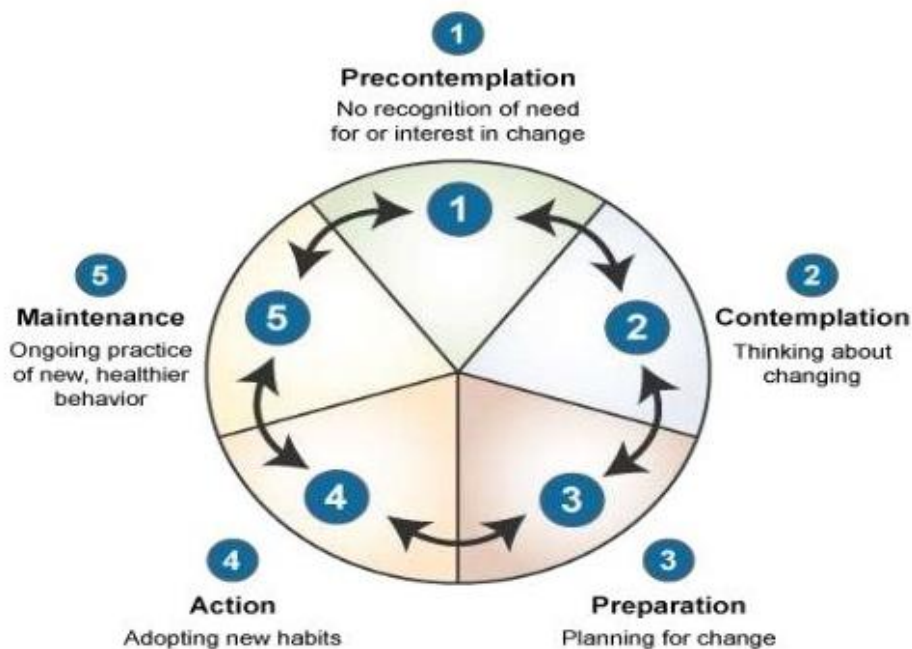 1
Precontemplation
No recognition of need
for or interest in change
1
2
Contemplation
Thinking about
changing
2
3
Preparation
Planning for change
3
4
Action
Adopting new habits
4
5
Maintenance
Ongoing practice
of new, healthier
behavior
5